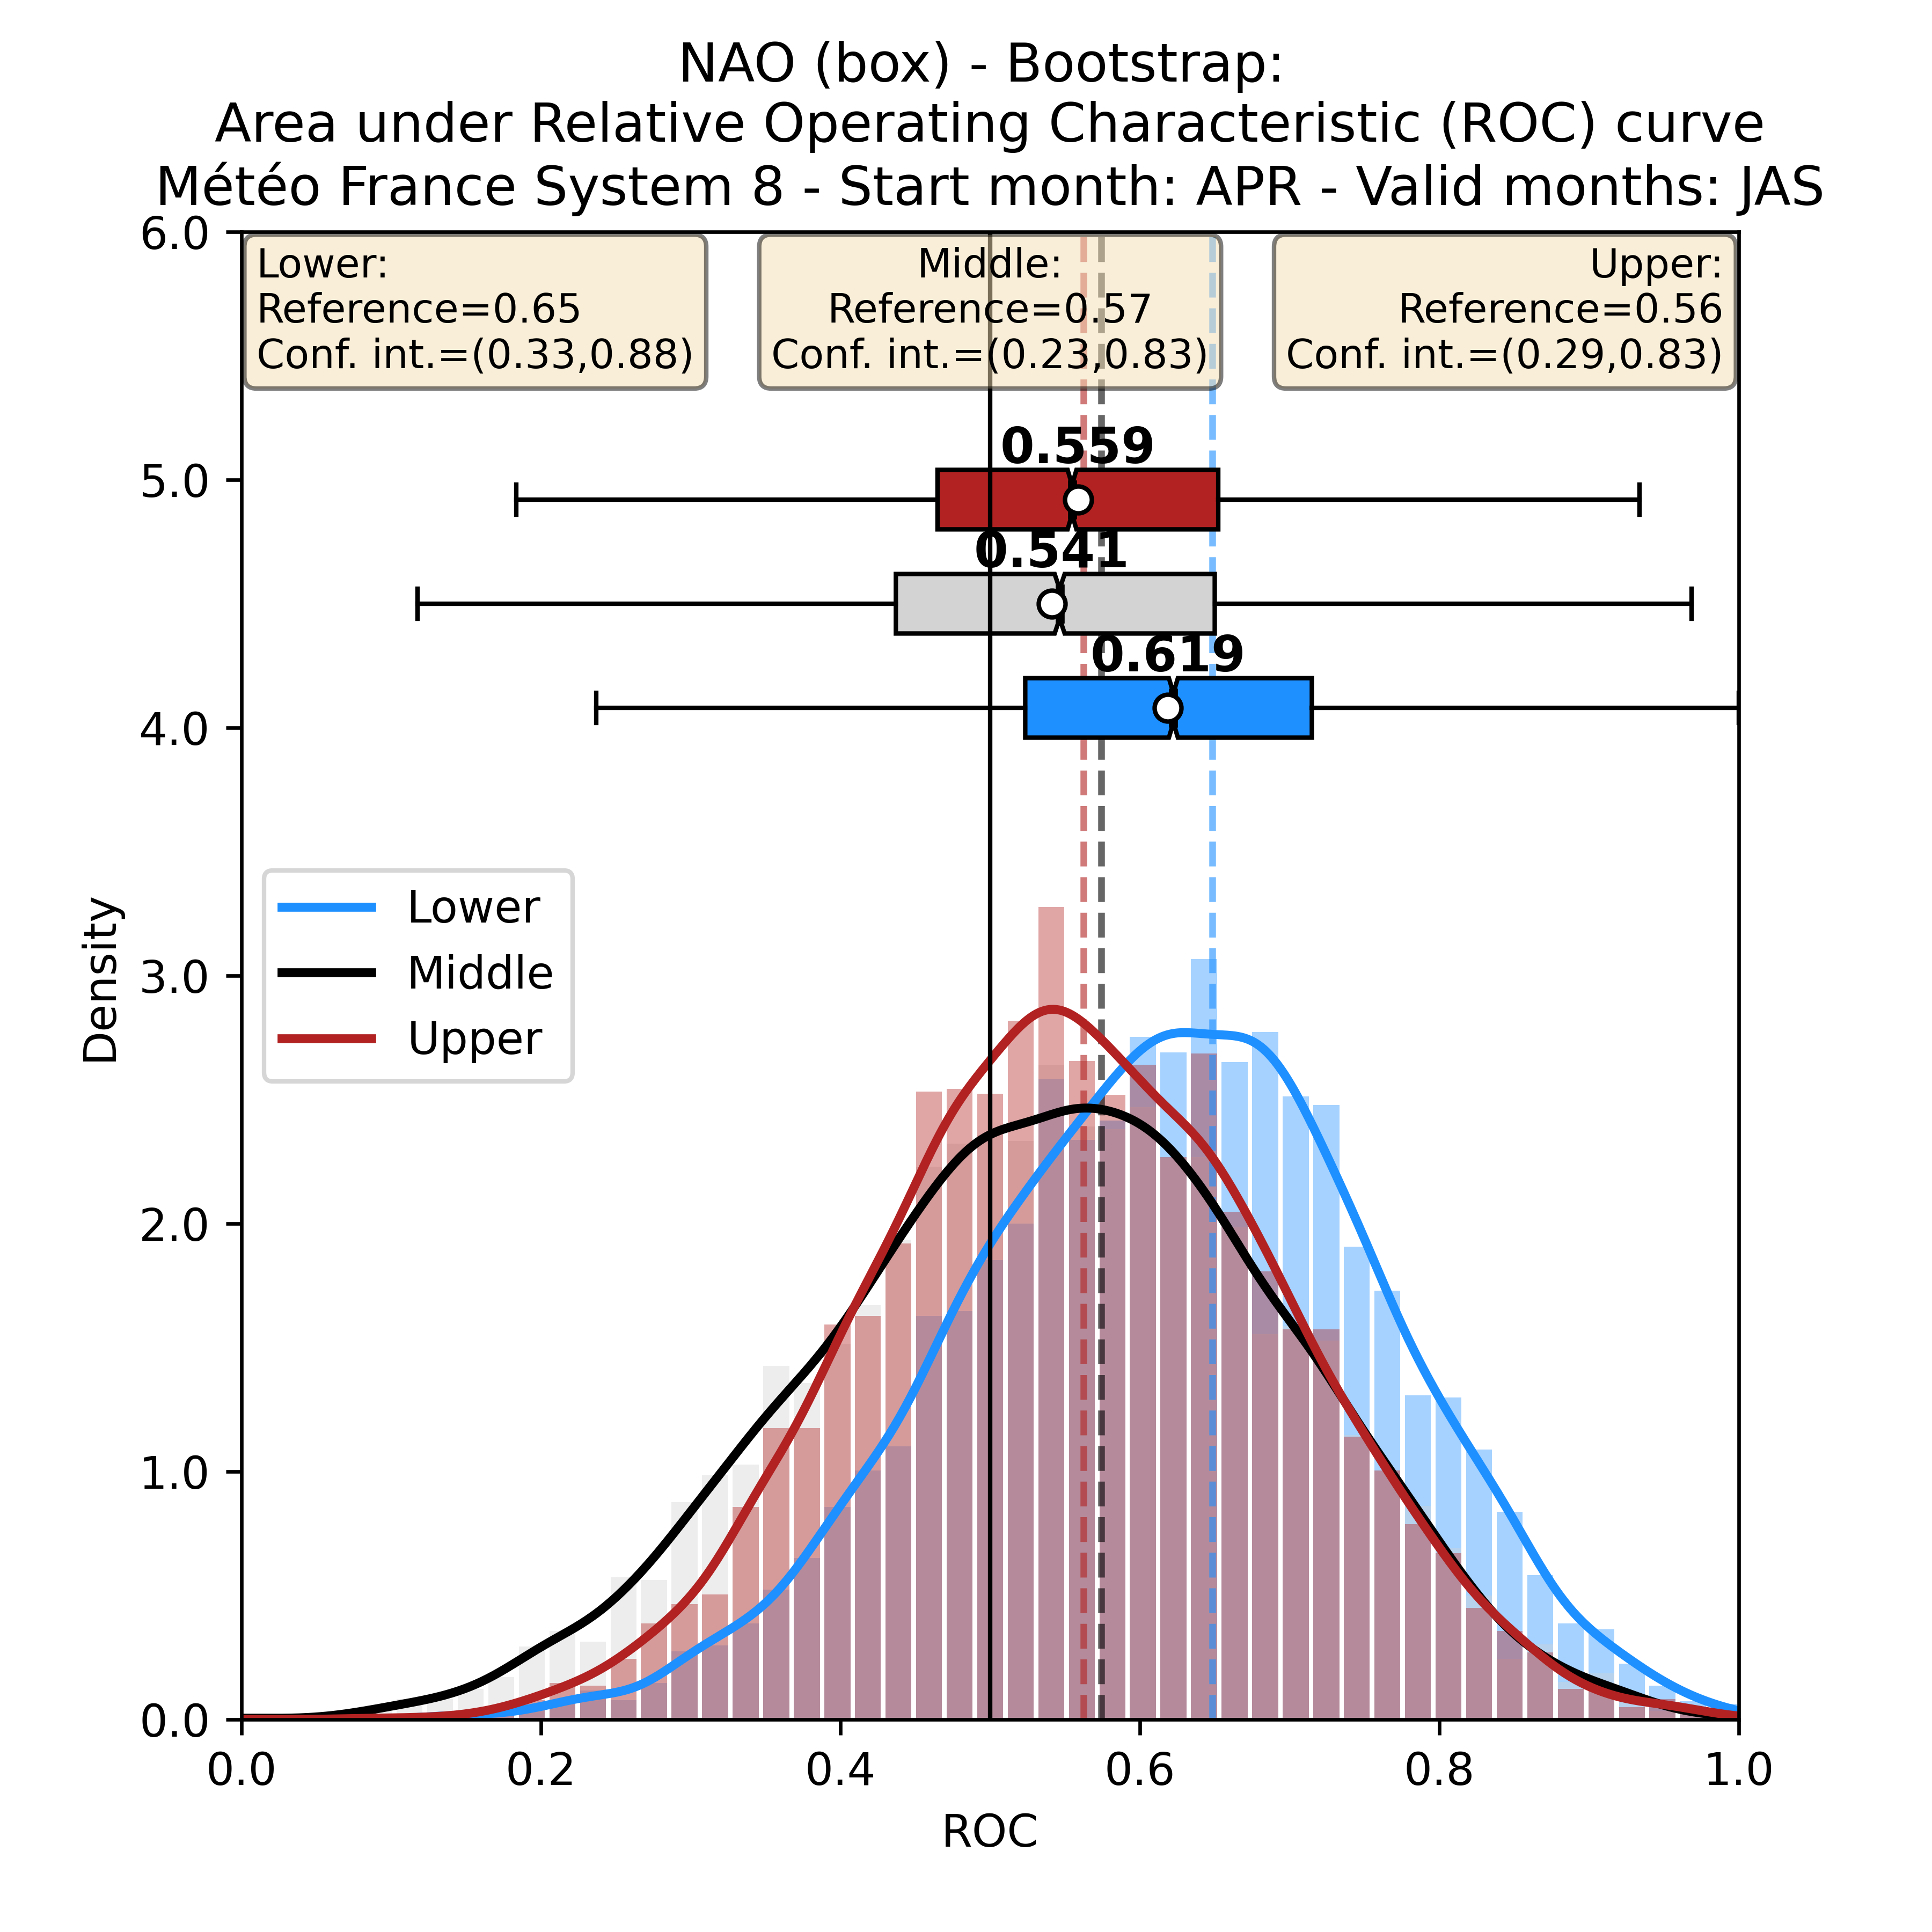 NAO (box) - Bootstrap:
Area under Relative Operating Characteristic (ROC) curve
Météo France System 8 - Start month: APR - Valid months: JAS
Lower:
Reference=0.65
Conf. int.=(0.33,0.88)
Middle:
Reference=0.57
Conf. int.=(0.23,0.83)
Upper:
Reference=0.56
Conf. int.=(0.29,0.83)
0.559
0.541
0.619
Lower
Middle
Upper
Density
6.0
5.0
4.0
3.0
2.0
1.0
0.0
0.0 0.2 0.4 0.6 0.8 1.0
ROC